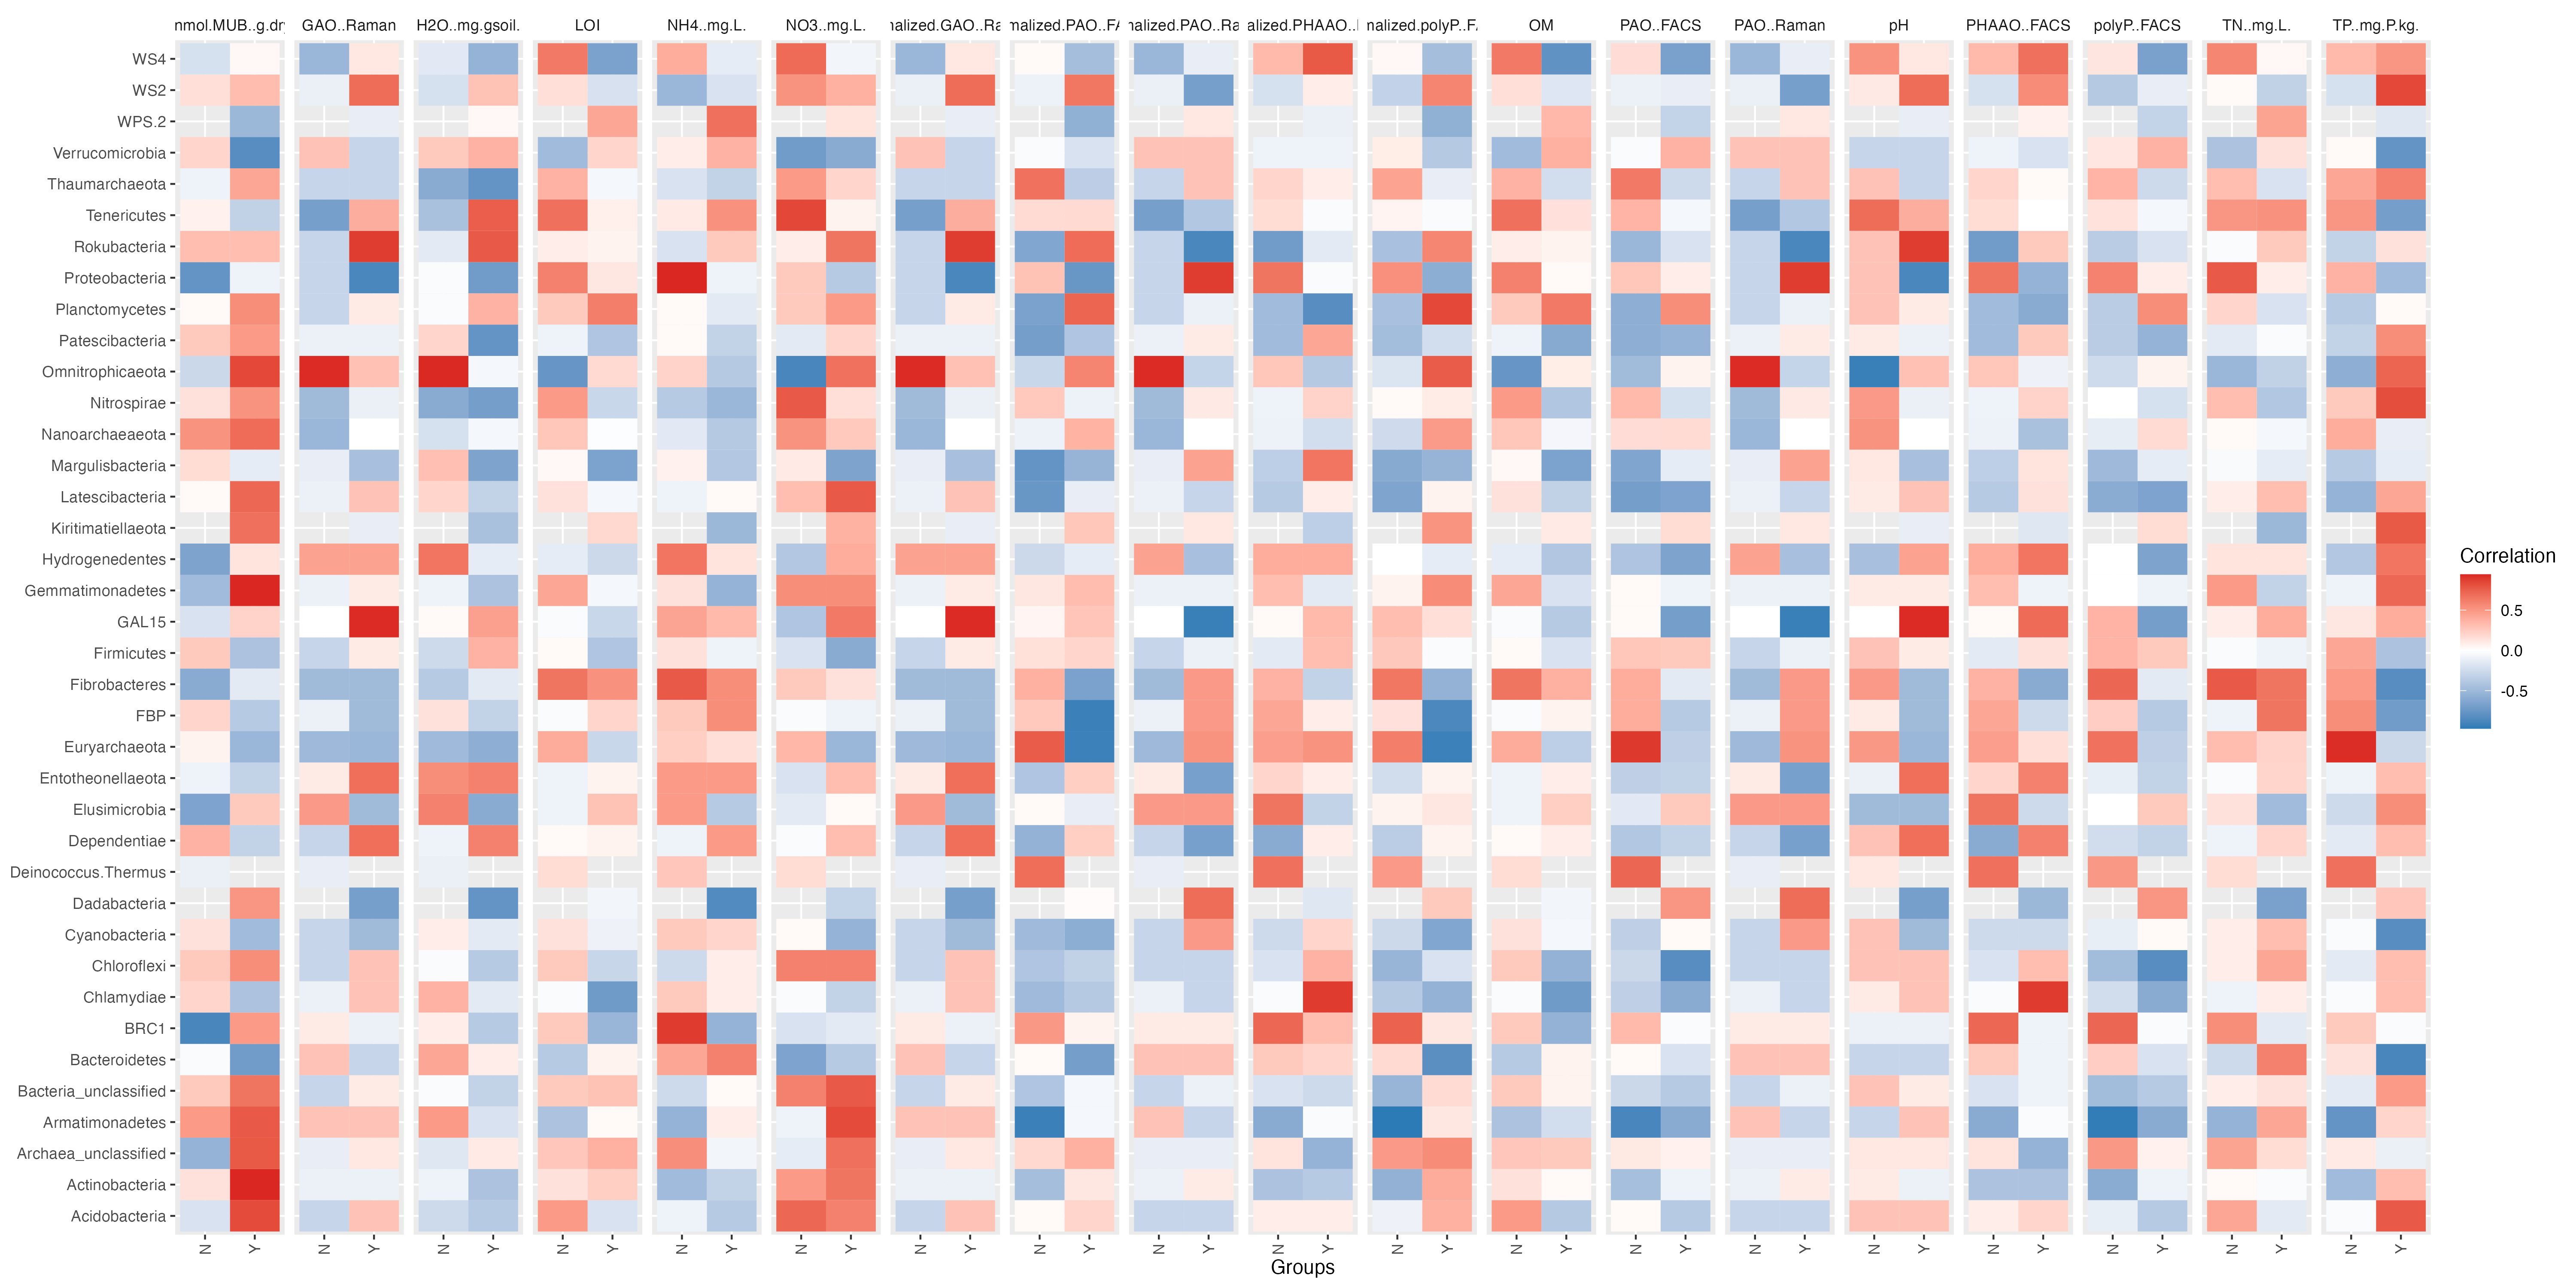 nmol.MUB..g.dry
GAO..Raman
H2O..mg.gsoil.
LOI
NH4..mg.L.
NO3..mg.L.
nalized.GAO..Ra
malized.PAO..FA
nalized.PAO..Ra
alized.PHAAO..
nalized.polyP..F
OM
PAO..FACS
PAO..Raman
pH
PHAAO..FACS
polyP..FACS
TN..mg.L.
TP..mg.P.kg.
WS4
WS2
WPS.2
Verrucomicrobia
Thaumarchaeota
Tenericutes
Rokubacteria
Proteobacteria
Planctomycetes
Patescibacteria
Omnitrophicaeota
Nitrospirae
Nanoarchaeaeota
Margulisbacteria
Latescibacteria
Kiritimatiellaeota
Hydrogenedentes
Gemmatimonadetes
GAL15
Firmicutes
Fibrobacteres
FBP
Euryarchaeota
Entotheonellaeota
Elusimicrobia
Dependentiae
Deinococcus.Thermus
Dadabacteria
Cyanobacteria
Chloroflexi
Chlamydiae
BRC1
Bacteroidetes
Bacteria_unclassified
Armatimonadetes
Archaea_unclassified
Actinobacteria
Acidobacteria
N Y N Y N Y N Y N Y N Y N Y N Y N Y N Y N Y N Y N Y N Y N Y N Y N Y N Y N Y
Groups
Correlation
0.5
0.0
-0.5